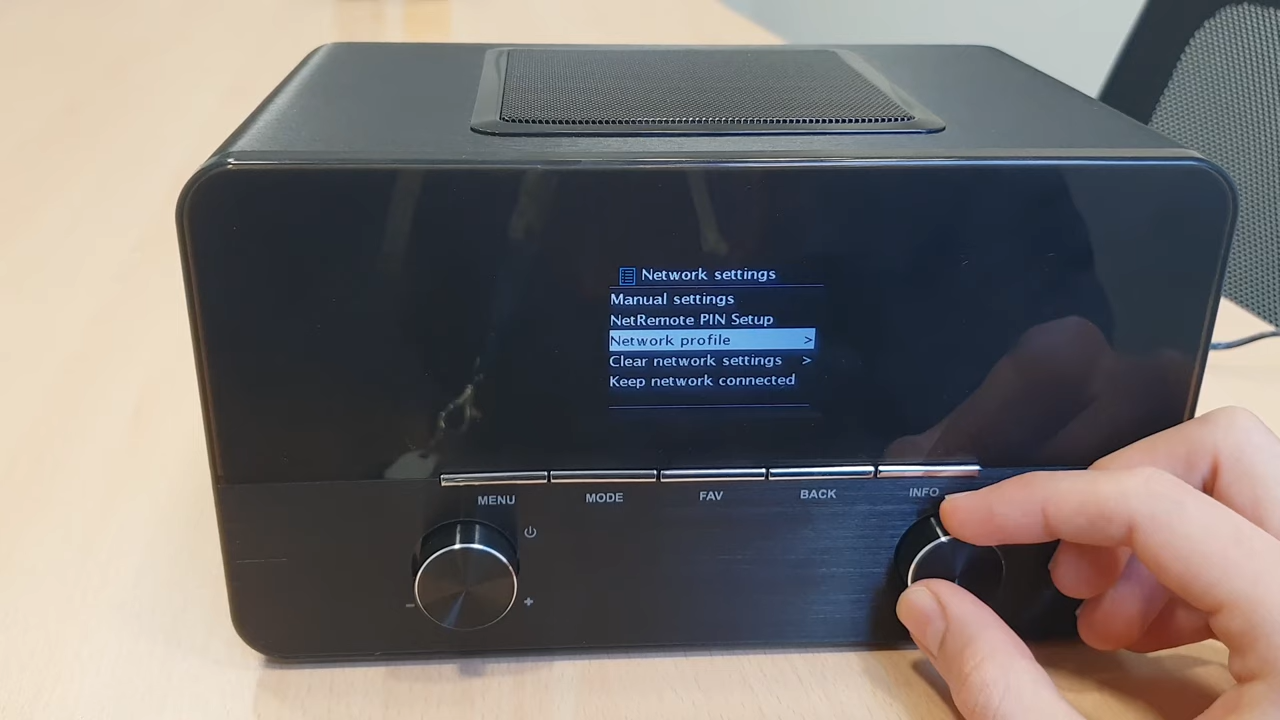 Network settings
Manual settings
NetRemote PIN Setup
Network profile >
Clear network settings >
Keep network connected
MENU MODE FAV BACK INFO
- +